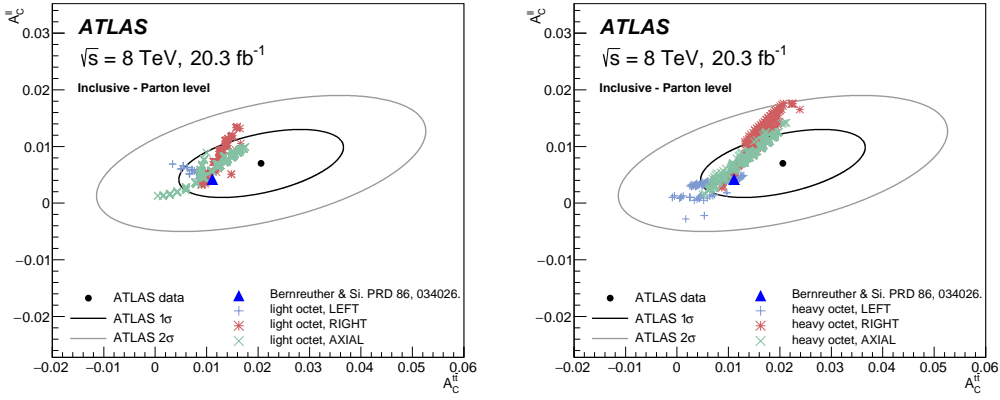 A_C^ll
0.03
0.02
0.01
0
−0.01
−0.02
ATLAS
√s = 8 TeV, 20.3 fb⁻¹
Inclusive - Parton level
ATLAS data
ATLAS 1σ
ATLAS 2σ
Bernreuther & Si. PRD 86, 034026.
light octet, LEFT
light octet, RIGHT
light octet, AXIAL
−0.02 −0.01 0 0.01 0.02 0.03 0.04 0.05 0.06
A_C^tt̄
A_C^ll
0.03
0.02
0.01
0
−0.01
−0.02
ATLAS
√s = 8 TeV, 20.3 fb⁻¹
Inclusive - Parton level
ATLAS data
ATLAS 1σ
ATLAS 2σ
Bernreuther & Si. PRD 86, 034026.
heavy octet, LEFT
heavy octet, RIGHT
heavy octet, AXIAL
−0.02 −0.01 0 0.01 0.02 0.03 0.04 0.05 0.06
A_C^tt̄